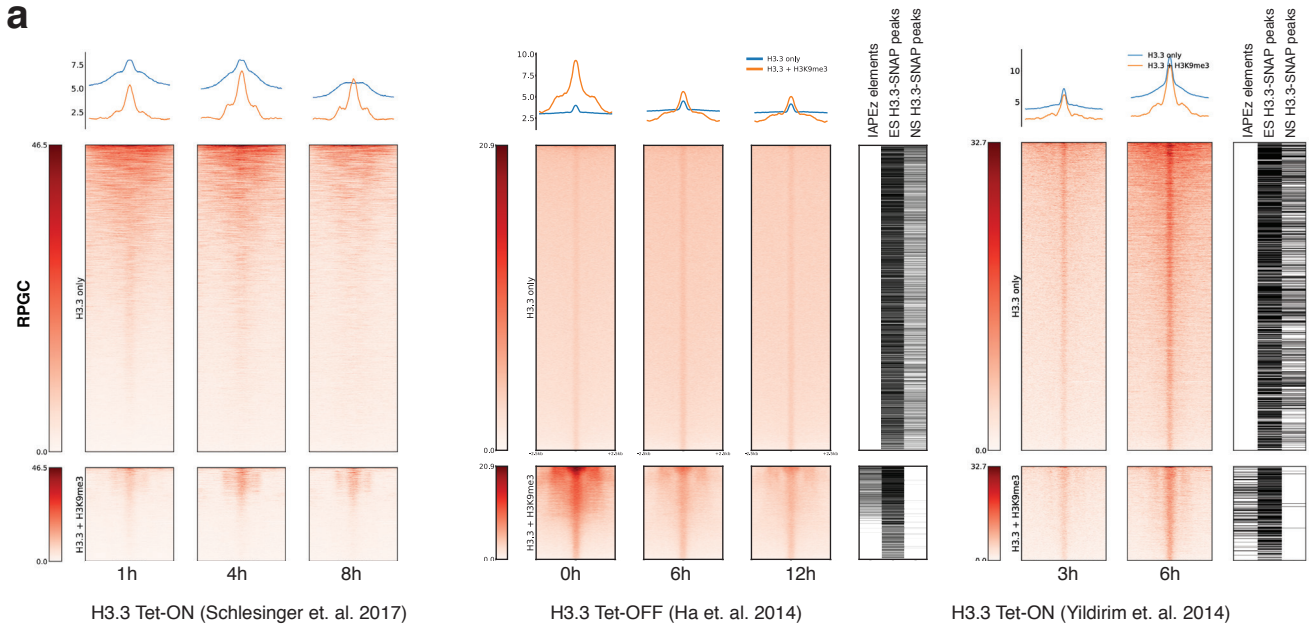 a
7.5
5.0
2.5
10.0
7.5
5.0
2.5
H3.3 only
H3.3 + H3K9me3
IAPEz elements
ES H3.3-SNAP peaks
NS H3.3-SNAP peaks
10
5
H3.3 only
H3.3 + H3K9me3
IAPEz elements
ES H3.3-SNAP peaks
NS H3.3-SNAP peaks
RPGC
46.5
H3.3 only
0.0
20.9
H3.3 only
0.0
32.7
H3.3 only
0.0
46.5
H3.3 + H3K9me3
0.0
20.9
H3.3 + H3K9me3
0.0
32.7
H3.3 + H3K9me3
0.0
1h 4h 8h 0h 6h 12h 3h 6h
H3.3 Tet-ON (Schlesinger et. al. 2017) H3.3 Tet-OFF (Ha et. al. 2014) H3.3 Tet-ON (Yildirim et. al. 2014)